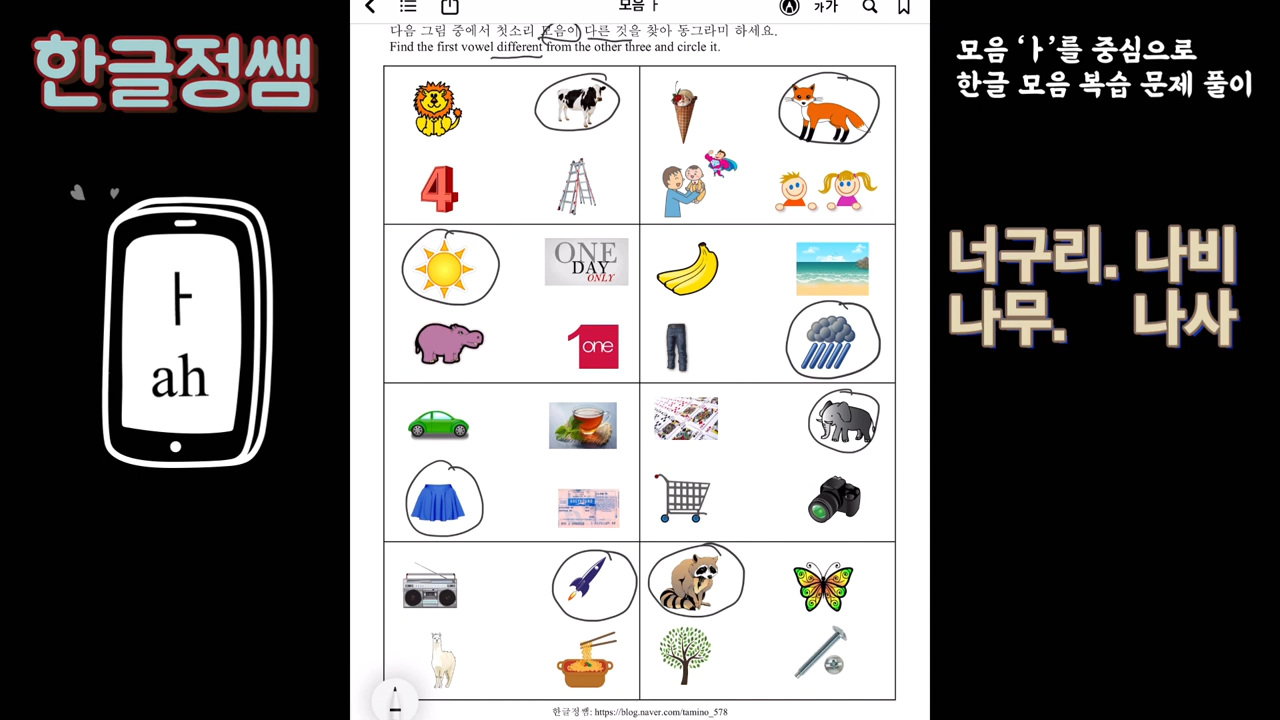 모음 ㅏ
가가
한글정쌤
다음 그림 중에서 첫소리 모음이 다른 것을 찾아 동그라미 하세요.
Find the first vowel different from the other three and circle it.
모음 ‘ㅏ’를 중심으로
한글 모음 복습 문제 풀이
4
ㅏ
ah
ONE
DAY
ONLY
1one
너구리. 나비
나무. 나사
한글정쌤: https://blog.naver.com/tamino_578